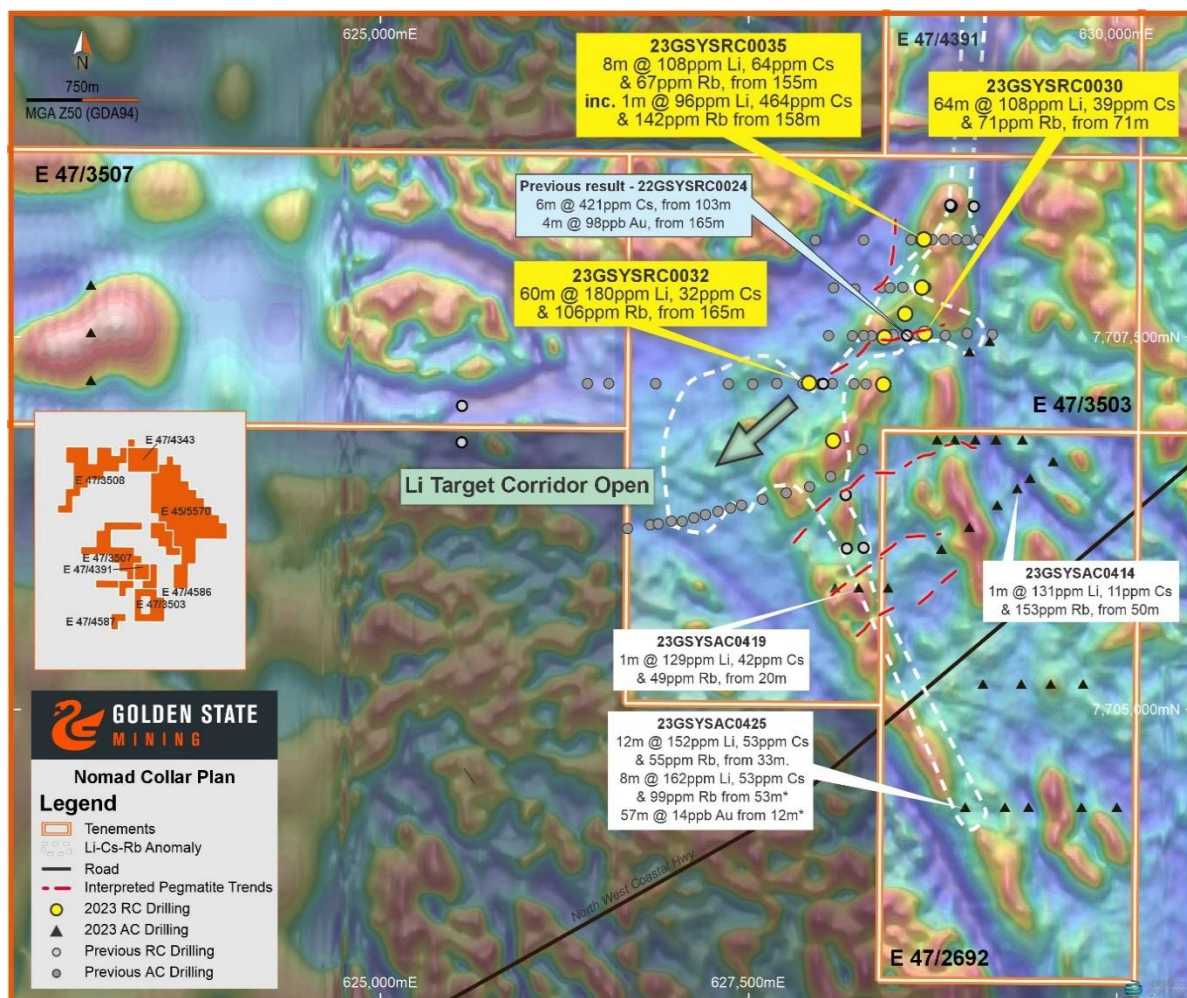 625,000mE
630,000mE
E 47/4391
N
750m
MGA Z50 (GDA94)
23GSYSRC0035
8m @ 108ppm Li, 64ppm Cs
& 67ppm Rb, from 155m
inc. 1m @ 96ppm Li, 464ppm Cs
& 142ppm Rb from 158m
23GSYSRC0030
64m @ 108ppm Li, 39ppm Cs
& 71ppm Rb, from 71m
E 47/3507
Previous result - 22GSYSRC0024
6m @ 421ppm Cs, from 103m
4m @ 98ppb Au, from 165m
23GSYSRC0032
60m @ 180ppm Li, 32ppm Cs
& 106ppm Rb, from 165m
7,707,500mN
E 47/3503
Li Target Corridor Open
E 47/4343
E 47/3508
E 45/5570
E 47/3507
E 47/4391
E 47/4586
E 47/3503
E 47/4587
23GSYSAC0414
1m @ 131ppm Li, 11ppm Cs
& 153ppm Rb, from 50m
23GSYSAC0419
1m @ 129ppm Li, 42ppm Cs
& 49ppm Rb, from 20m
7,705,000mN
23GSYSAC0425
12m @ 152ppm Li, 53ppm Cs
& 55ppm Rb, from 33m.
8m @ 162ppm Li, 53ppm Cs
& 99ppm Rb from 53m*
57m @ 14ppb Au from 12m*
GOLDEN STATE
MINING
Nomad Collar Plan
Legend
Tenements
Li-Cs-Rb Anomaly
Road
Interpreted Pegmatite Trends
2023 RC Drilling
2023 AC Drilling
Previous RC Drilling
Previous AC Drilling
North West Coastal Hwy.
E 47/2692
625,000mE
627,500mE